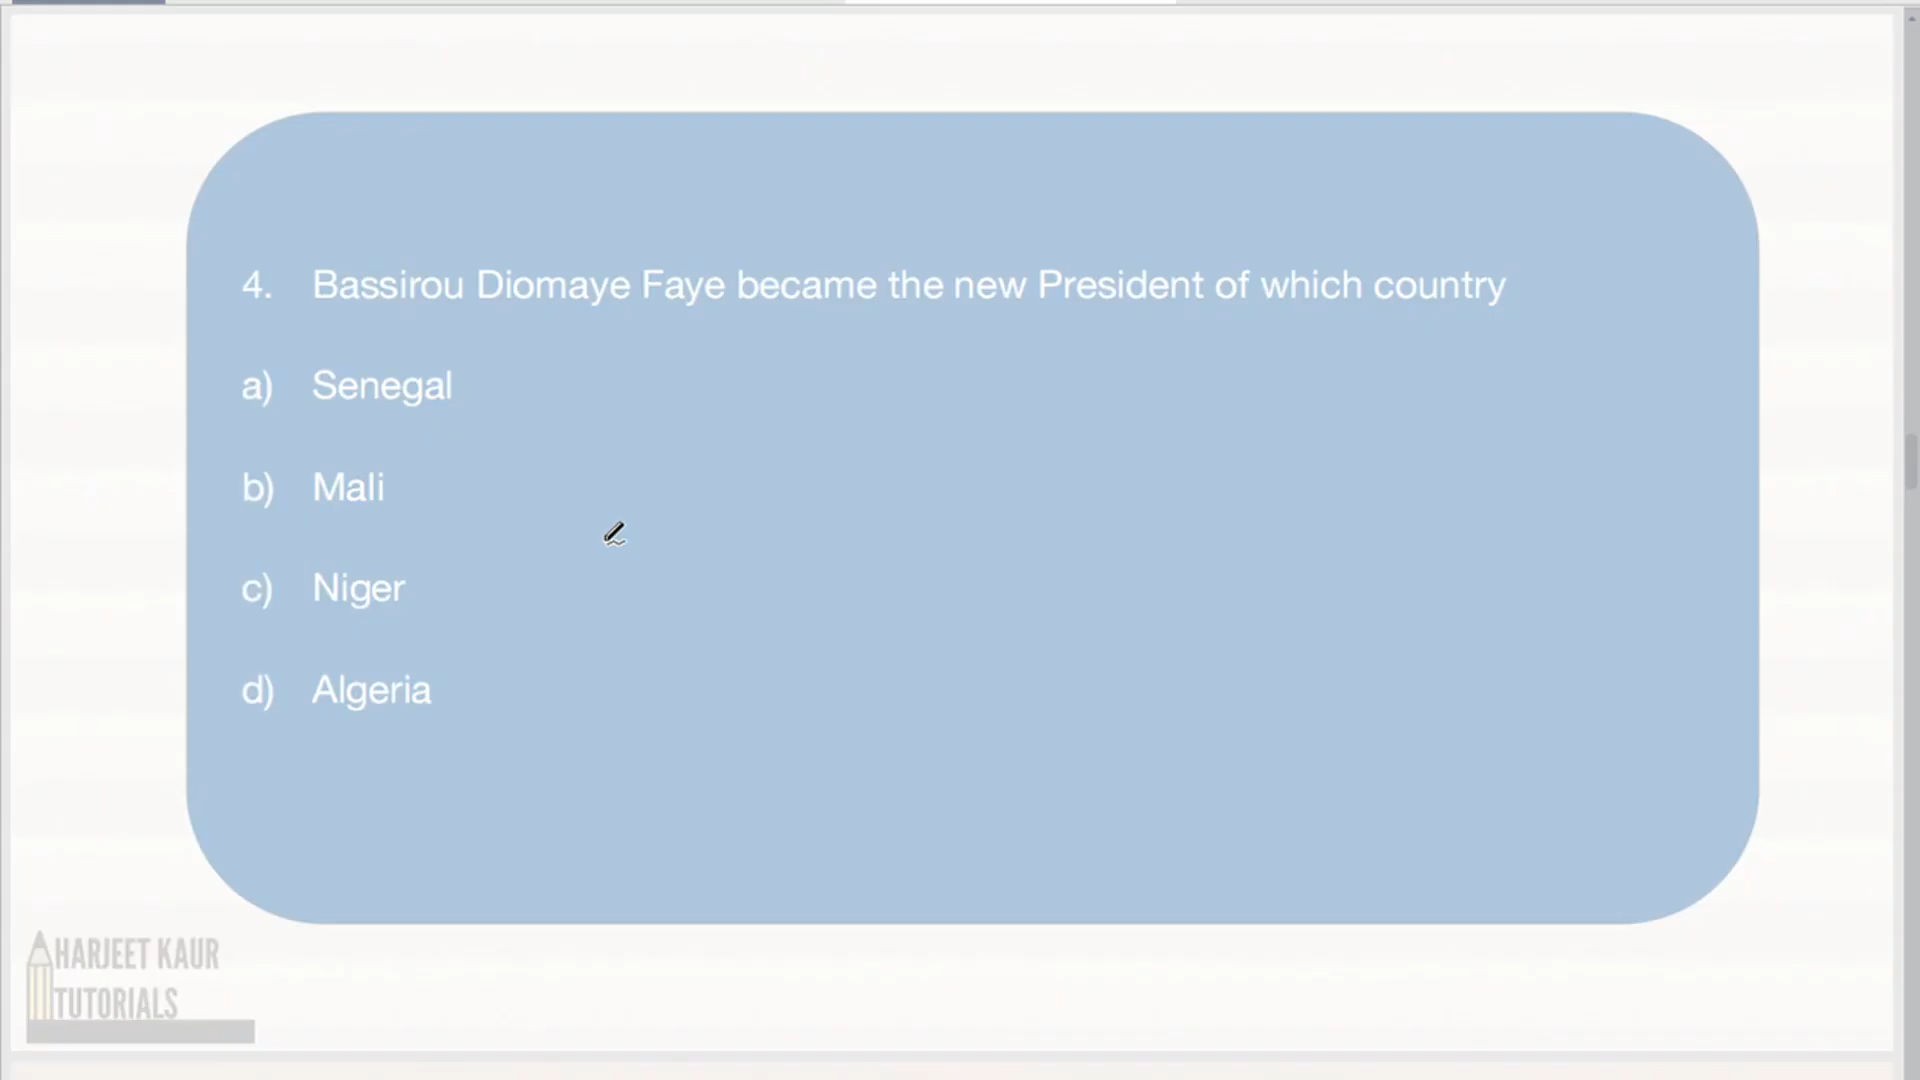 4. Bassirou Diomaye Faye became the new President of which country
a) Senegal
b) Mali
c) Niger
d) Algeria
HARJEET KAUR
TUTORIALS